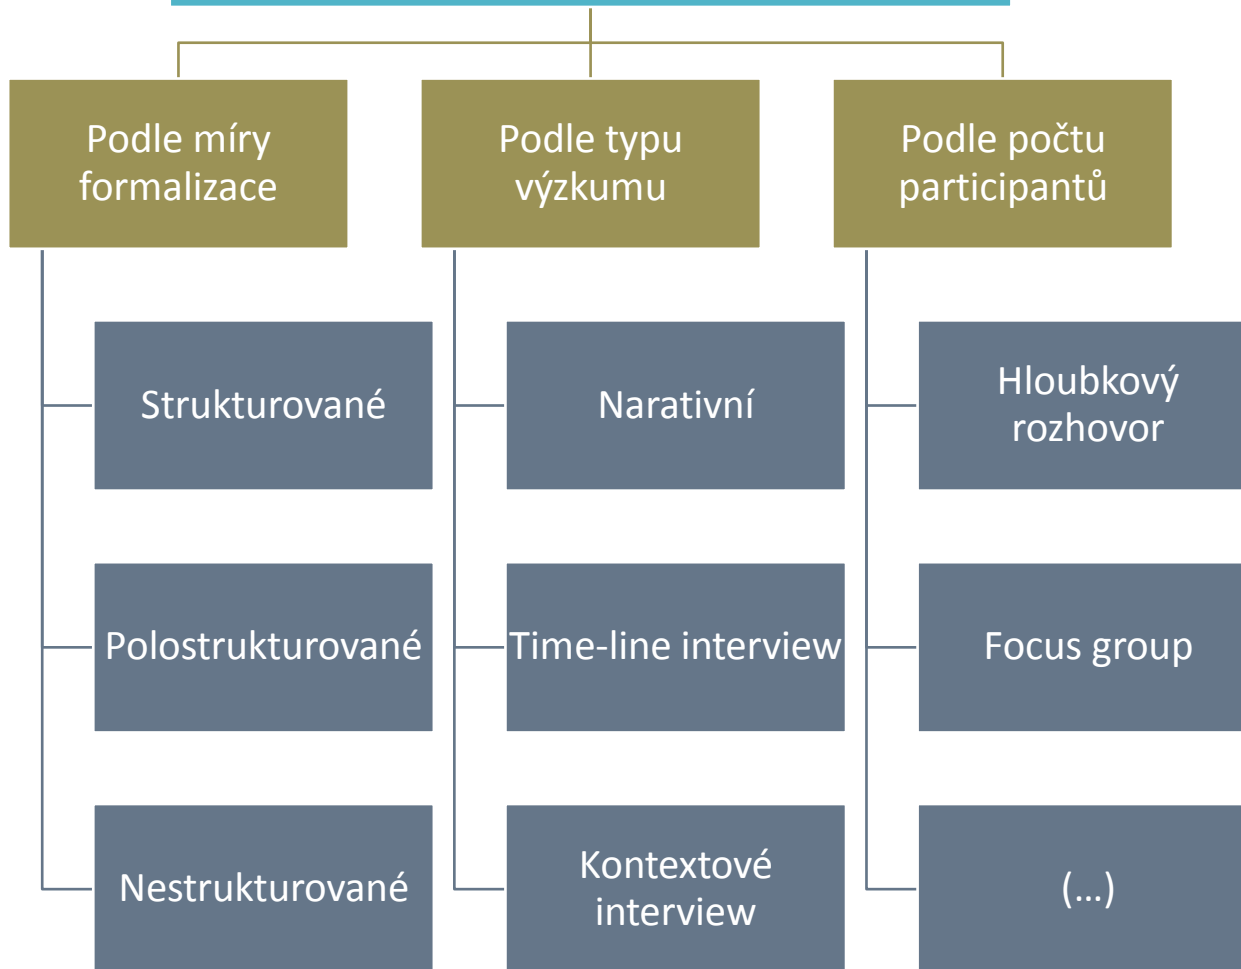 Podle míry
formalizace
Strukturované
Polostrukturované
Nestrukturované
Podle typu
výzkumu
Narativní
Time-line interview
Kontextové
interview
Podle počtu
participantů
Hloubkový
rozhovor
Focus group
(…)